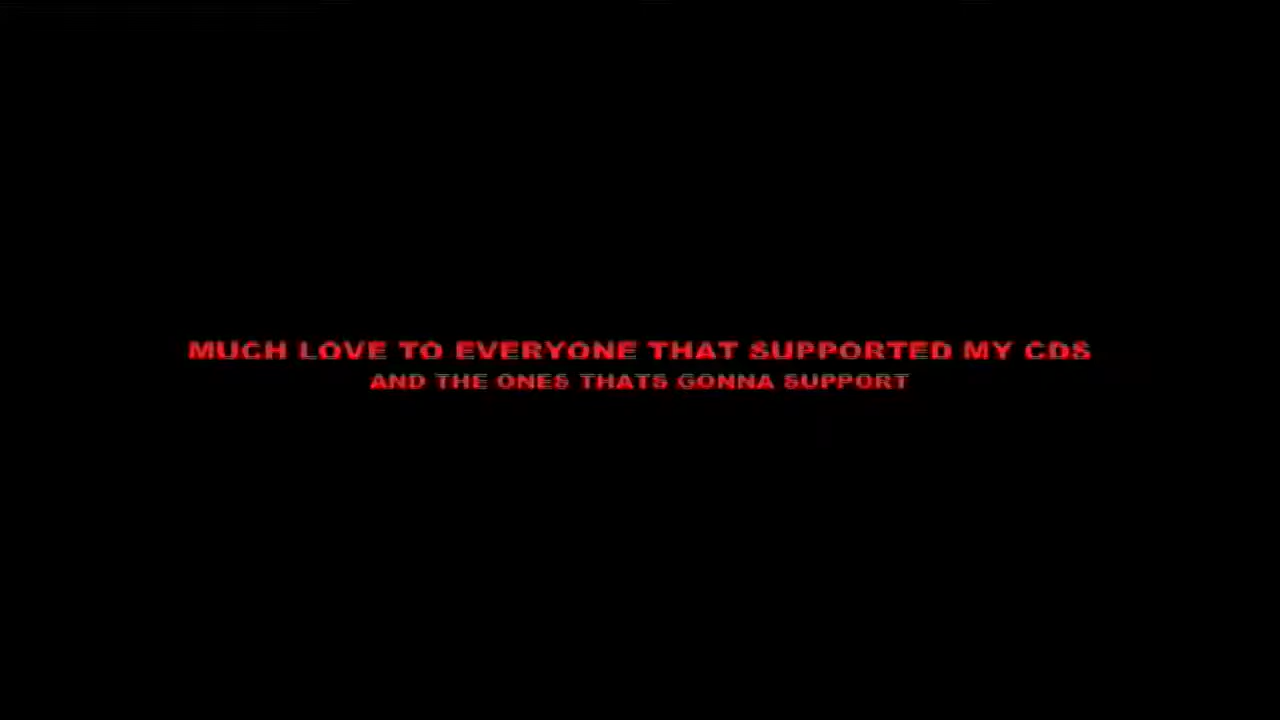 MUCH LOVE TO EVERYONE THAT SUPPORTED MY CDS
AND THE ONES THATS GONNA SUPPORT